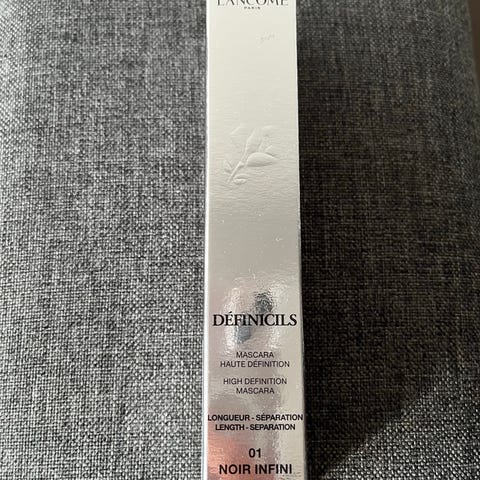 LANCÔME
PARIS
DÉFINICILS
MASCARA
HAUTE DÉFINITION
HIGH DEFINITION
MASCARA
LONGUEUR - SÉPARATION
LENGTH - SEPARATION
01
NOIR INFINI